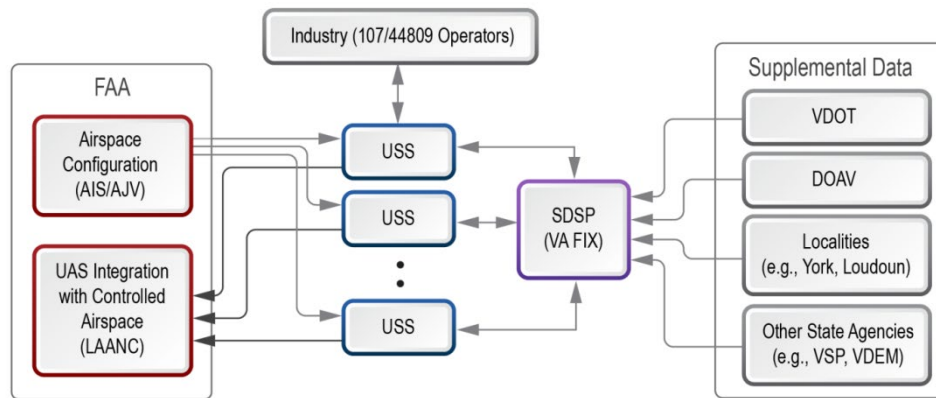 Industry (107/44809 Operators)
FAA
Airspace
Configuration
(AIS/AJV)
UAS Integration
with Controlled
Airspace
(LAANC)
USS
USS
USS
SDSP
(VA FIX)
Supplemental Data
VDOT
DOAV
Localities
(e.g., York, Loudoun)
Other State Agencies
(e.g., VSP, VDEM)